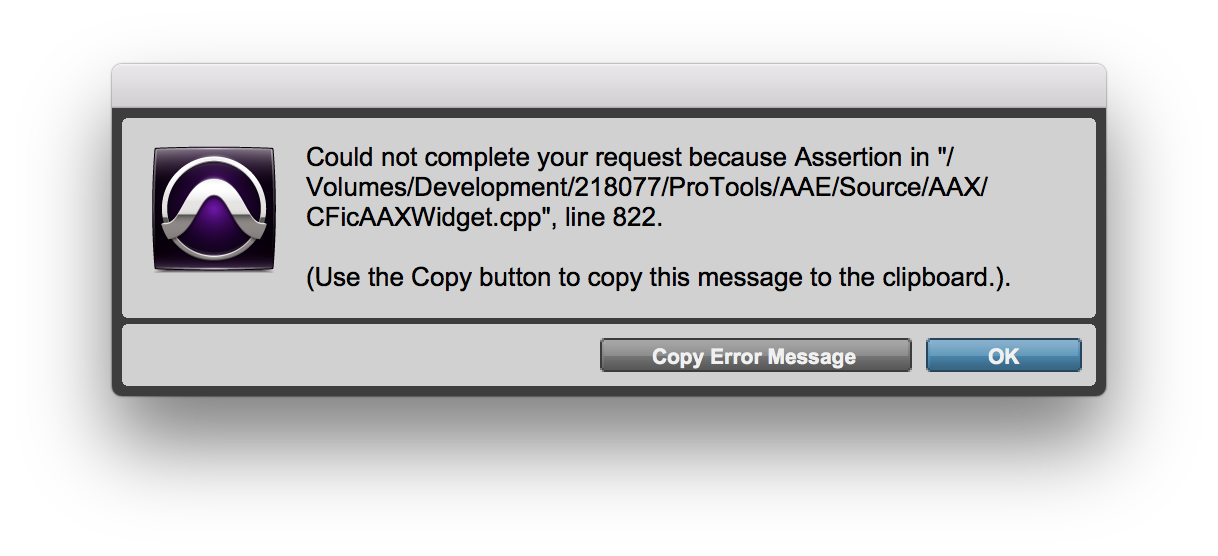 Could not complete your request because Assertion in "/
Volumes/Development/218077/ProTools/AAE/Source/AAX/
CFicAAXWidget.cpp", line 822.
(Use the Copy button to copy this message to the clipboard.).
Copy Error Message
OK